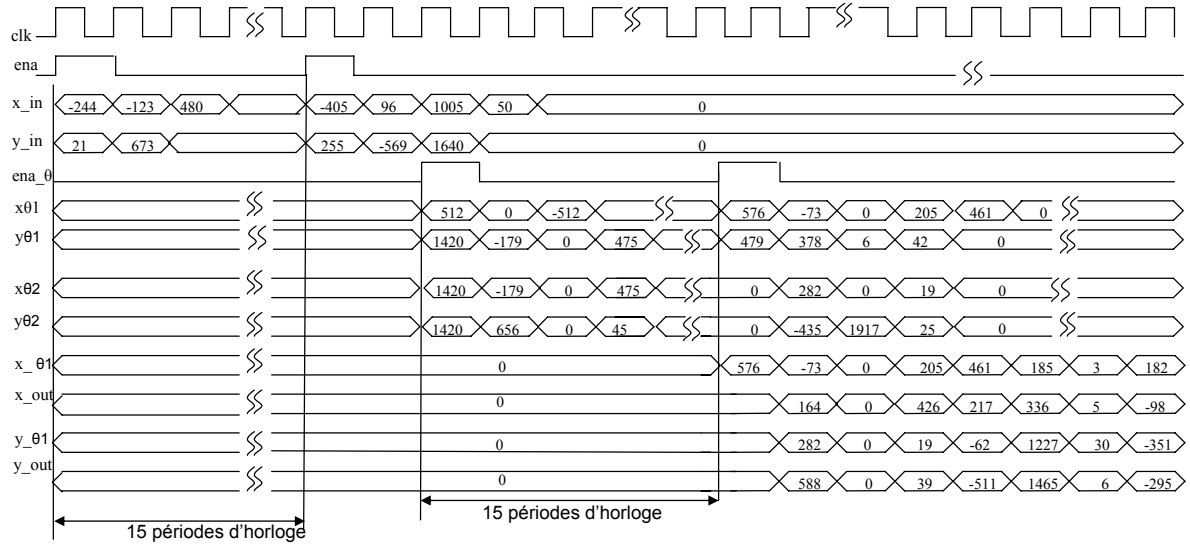 clk
ena
x_in -244 -123 480 -405 96 1005 50 0
y_in 21 673 255 -569 1640 0
ena_θ
xθ1 512 0 -512 576 -73 0 205 461 0
yθ1 1420 -179 0 475 479 378 6 42 0
xθ2 1420 -179 0 475 0 282 0 19 0
yθ2 1420 656 0 45 0 -435 1917 25 0
x_θ1 0 576 -73 0 205 461 185 3 182
x_out 0 164 0 426 217 336 5 -98
y_θ1 0 282 0 19 -62 1227 30 -351
y_out 0 588 0 39 -511 1465 6 -295
15 périodes d'horloge
15 périodes d'horloge